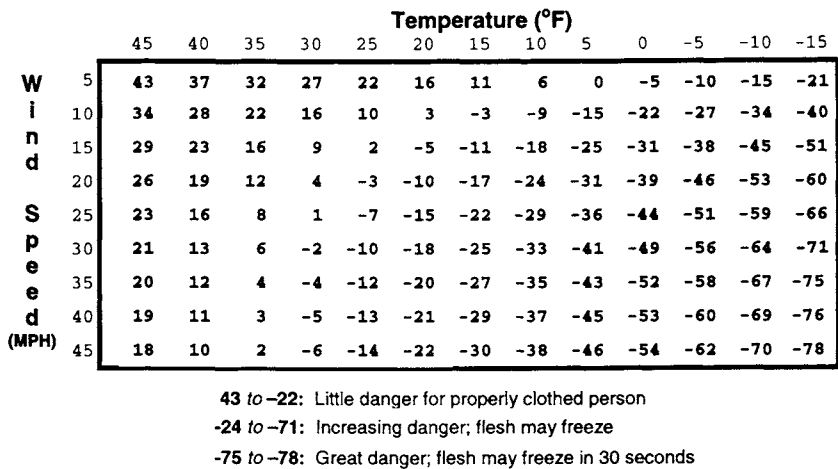 Temperature (°F)
45 40 35 30 25 20 15 10 5 0 -5 -10 -15
Wind Speed (MPH)
5 43 37 32 27 22 16 11 6 0 -5 -10 -15 -21
10 34 28 22 16 10 3 -3 -9 -15 -22 -27 -34 -40
15 29 23 16 9 2 -5 -11 -18 -25 -31 -38 -45 -51
20 26 19 12 4 -3 -10 -17 -24 -31 -39 -46 -53 -60
25 23 16 8 1 -7 -15 -22 -29 -36 -44 -51 -59 -66
30 21 13 6 -2 -10 -18 -25 -33 -41 -49 -56 -64 -71
35 20 12 4 -4 -12 -20 -27 -35 -43 -52 -58 -67 -75
40 19 11 3 -5 -13 -21 -29 -37 -45 -53 -60 -69 -76
45 18 10 2 -6 -14 -22 -30 -38 -46 -54 -62 -70 -78
43 to –22: Little danger for properly clothed person
-24 to –71: Increasing danger; flesh may freeze
-75 to –78: Great danger; flesh may freeze in 30 seconds